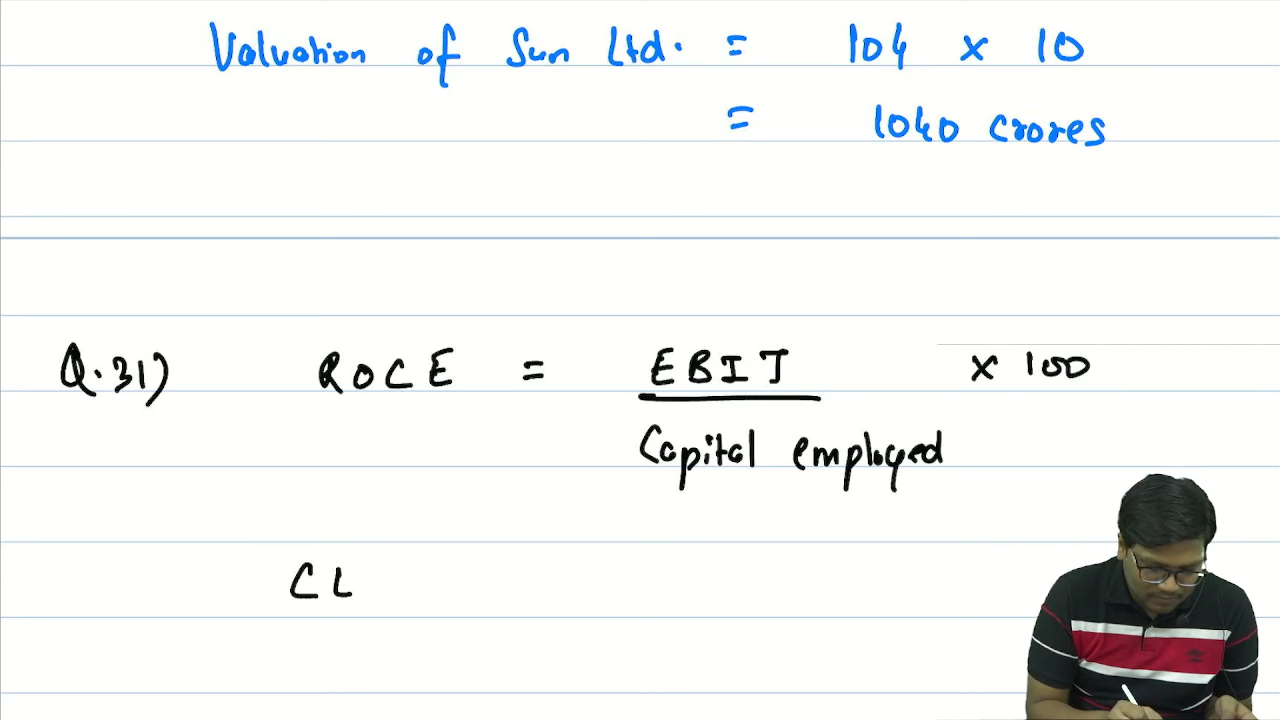 Valuation of Sun Ltd. = 104 x 10
= 1040 crores
Q.31) ROCE = EBIT x 100
Capital employed
CL